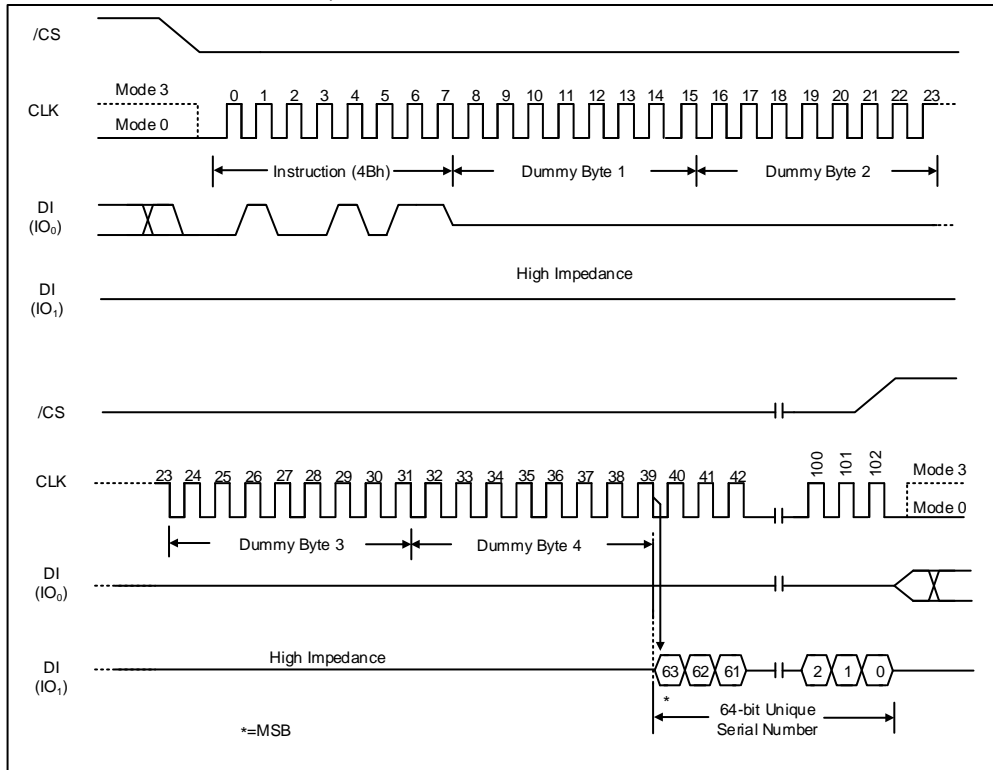 /CS
Mode 3
CLK
Mode 0
0 1 2 3 4 5 6 7 8 9 10 11 12 13 14 15 16 17 18 19 20 21 22 23
Instruction (4Bh)
Dummy Byte 1
Dummy Byte 2
DI
(IO₀)
High Impedance
DI
(IO₁)
/CS
CLK
23 24 25 26 27 28 29 30 31 32 33 34 35 36 37 38 39 40 41 42
100 101 102
Mode 3
Mode 0
Dummy Byte 3
Dummy Byte 4
DI
(IO₀)
DI
(IO₁)
High Impedance
63 62 61 2 1 0
*
64-bit Unique
Serial Number
*=MSB